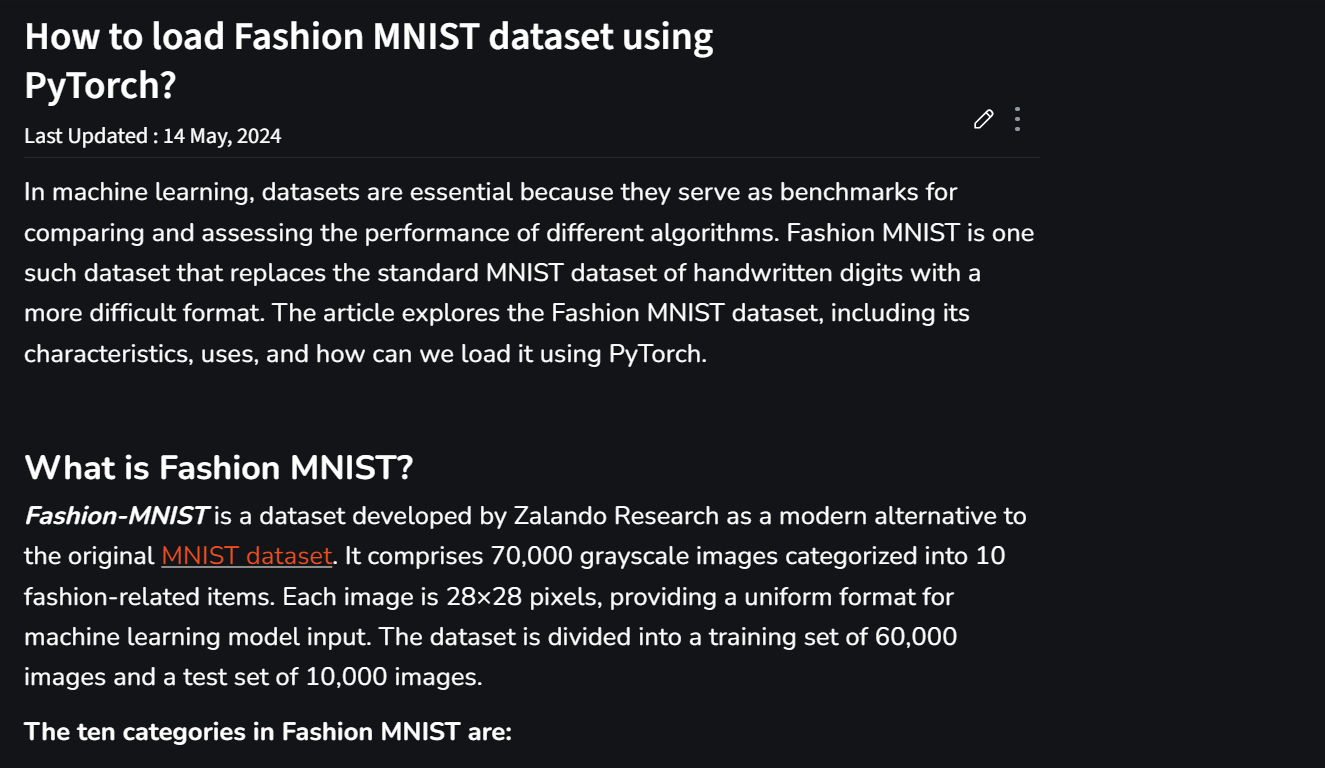 How to load Fashion MNIST dataset using
PyTorch?
Last Updated : 14 May, 2024
In machine learning, datasets are essential because they serve as benchmarks for
comparing and assessing the performance of different algorithms. Fashion MNIST is one
such dataset that replaces the standard MNIST dataset of handwritten digits with a
more difficult format. The article explores the Fashion MNIST dataset, including its
characteristics, uses, and how can we load it using PyTorch.
What is Fashion MNIST?
Fashion-MNIST is a dataset developed by Zalando Research as a modern alternative to
the original MNIST dataset. It comprises 70,000 grayscale images categorized into 10
fashion-related items. Each image is 28×28 pixels, providing a uniform format for
machine learning model input. The dataset is divided into a training set of 60,000
images and a test set of 10,000 images.
The ten categories in Fashion MNIST are: